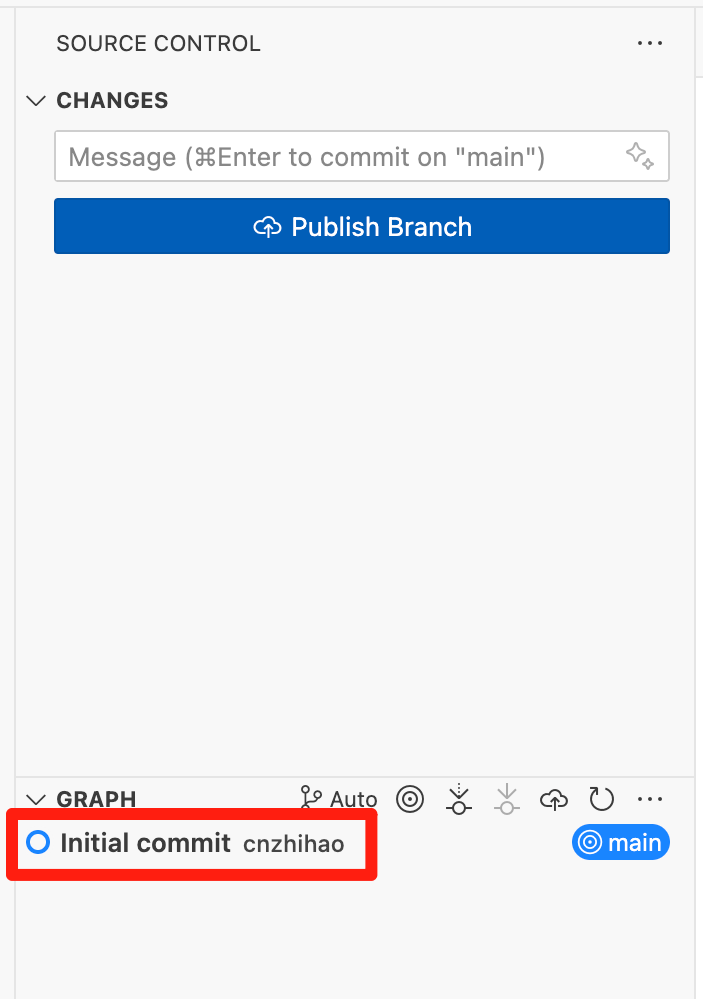 SOURCE CONTROL
CHANGES
Message (⌘Enter to commit on "main")
Publish Branch
GRAPH Auto
Initial commit cnzhihao main